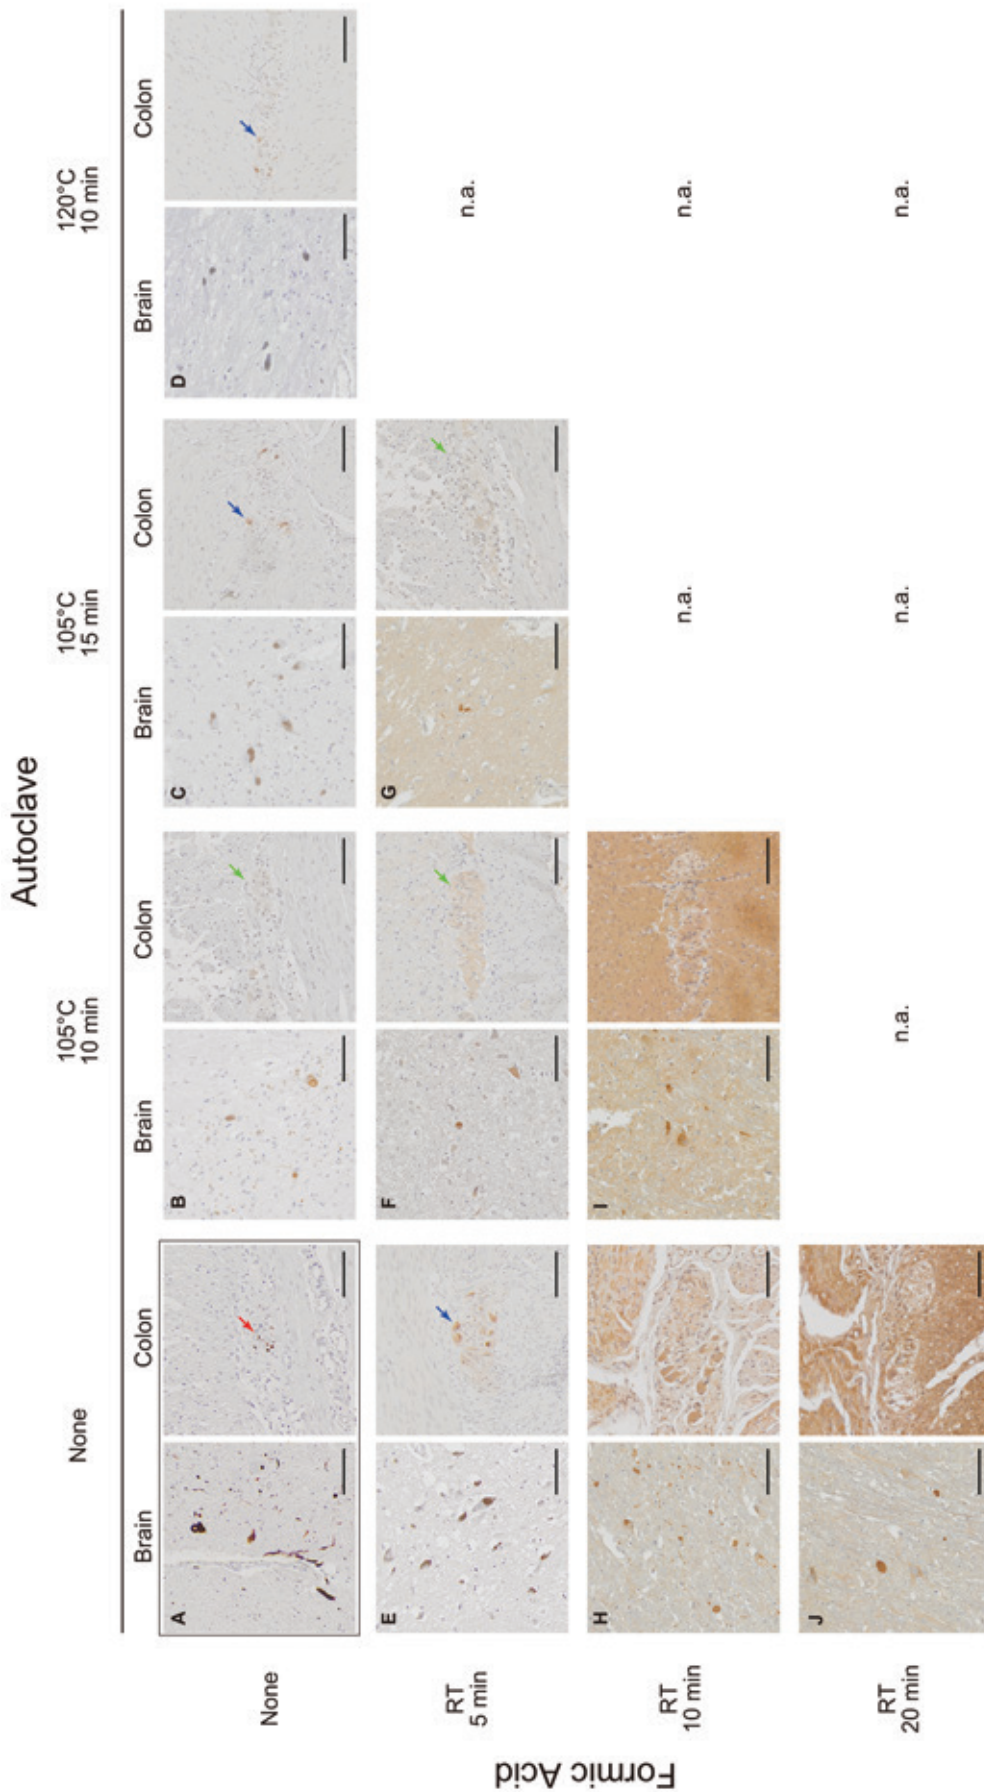 Autoclave
None
105°C
10 min
105°C
15 min
120°C
10 min
Brain
Colon
Brain
Colon
Brain
Colon
Brain
Colon
Formic Acid
None
A
B
C
D
RT
5 min
E
F
G
n.a.
RT
10 min
H
I
n.a.
n.a.
RT
20 min
J
n.a.
n.a.
n.a.